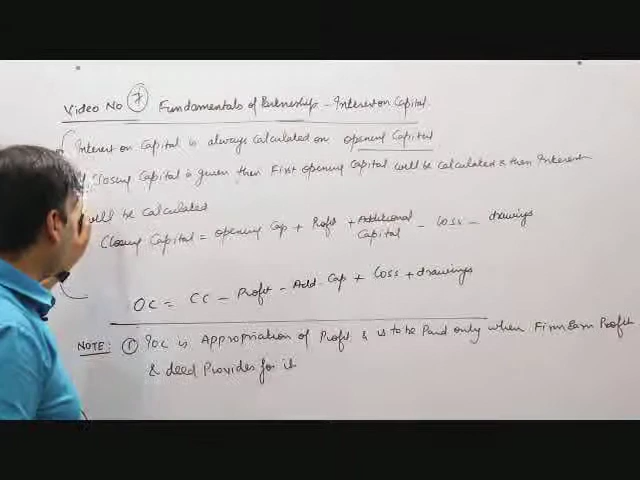 Video No 7 Fundamentals of Partnership - Interest on Capital
Interest on Capital is always calculated on opening Capital
closing Capital is given then First opening Capital will be calculated & then Interest
will be calculated
Closing Capital = opening Cap + Profit + Additional Capital - Loss - drawings
OC = CC - Profit - Add. Cap + Loss + drawings
NOTE: ① IOC is Appropriation of Profit & is to be Paid only when Firm Earn Profit
& deed Provides for it